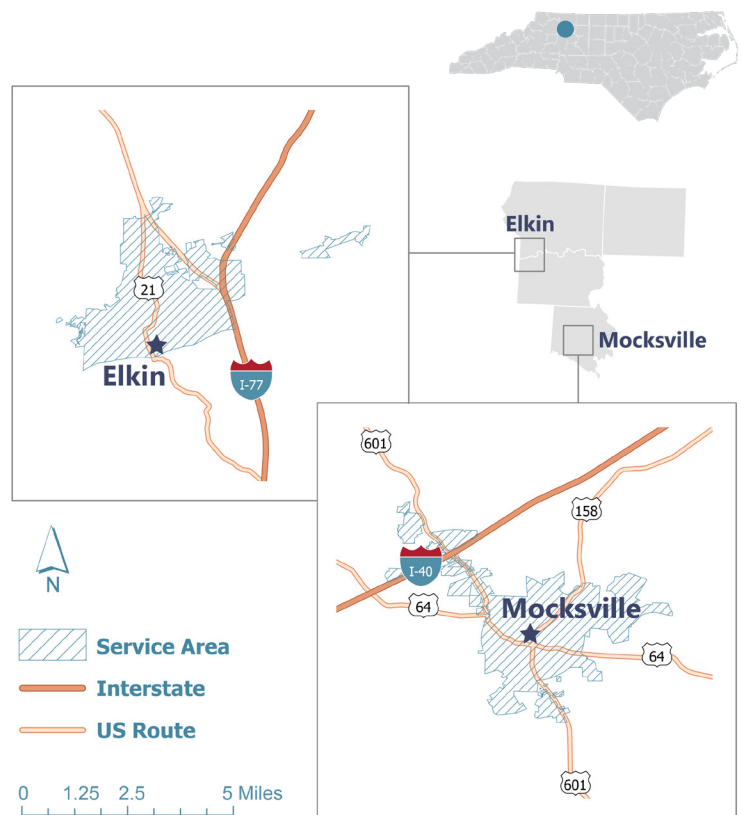 Elkin
Mocksville
21
Elkin
I-77
601
158
I-40
64
Mocksville
64
601
N
Service Area
Interstate
US Route
0 1.25 2.5 5 Miles